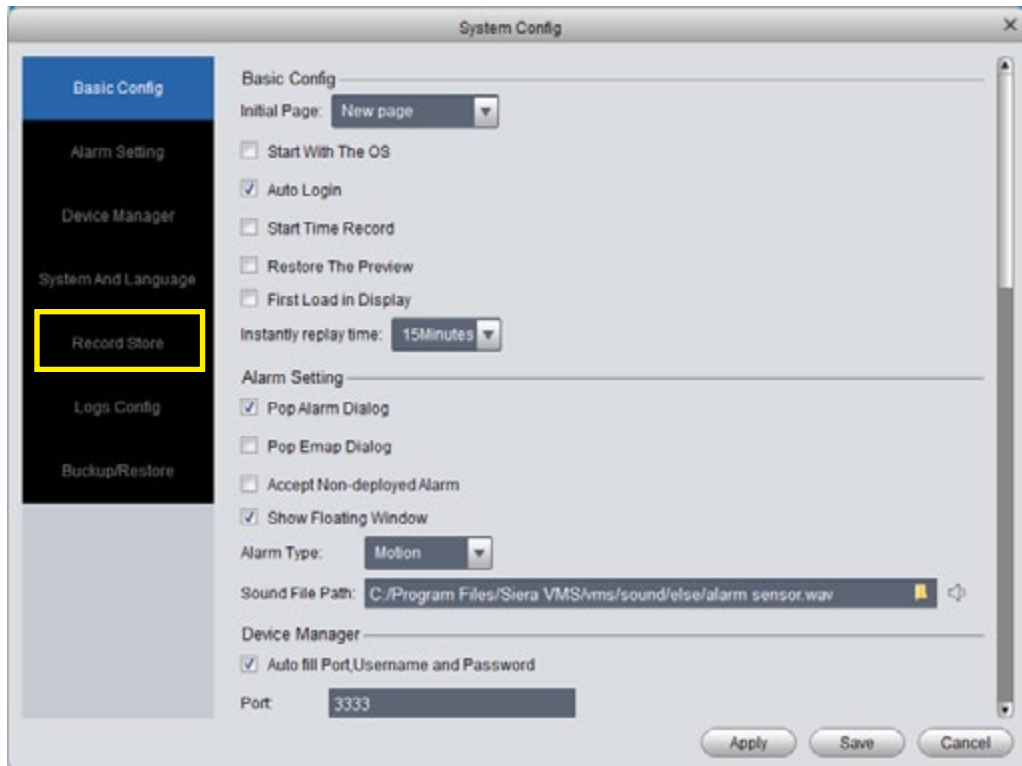 System Config
Basic Config
Alarm Setting
Device Manager
System And Language
Record Store
Logs Config
Buckup/Restore
Basic Config
Initial Page: New page
Start With The OS
Auto Login
Start Time Record
Restore The Preview
First Load in Display
Instantly replay time: 15Minutes
Alarm Setting
Pop Alarm Dialog
Pop Emap Dialog
Accept Non-deployed Alarm
Show Floating Window
Alarm Type: Motion
Sound File Path: C:/Program Files/Siera VMS/vms/sound/else/alarm sensor.wav
Device Manager
Auto fill Port,Username and Password
Port: 3333
Apply Save Cancel